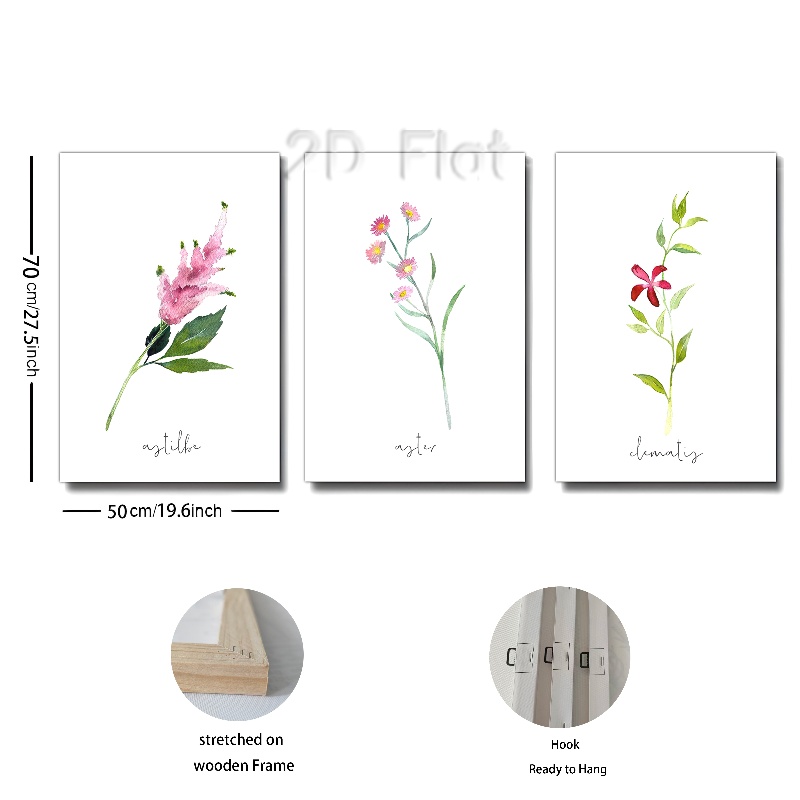 2D Flat
70 cm/27.5inch
astilbe
aster
clematis
50cm/19.6inch
stretched on
wooden Frame
Hook
Ready to Hang